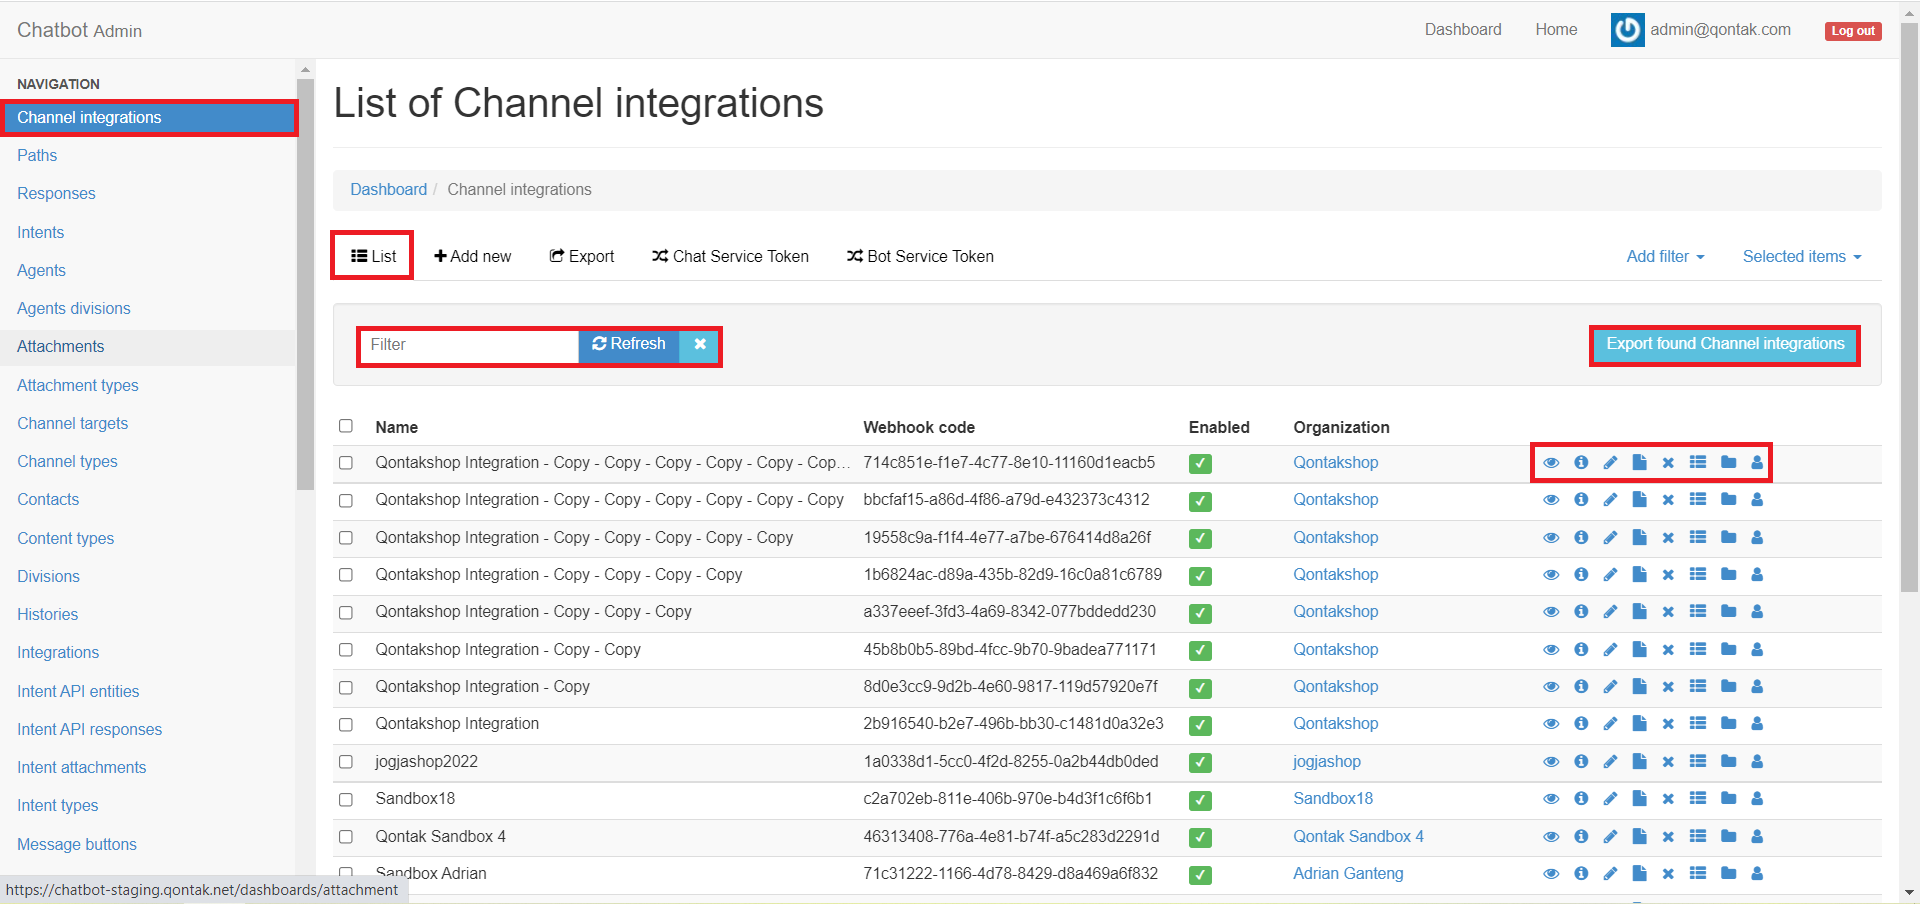 Chatbot Admin
Dashboard Home admin@qontak.com Log out
NAVIGATION
Channel integrations
Paths
Responses
Intents
Agents
Agents divisions
Attachments
Attachment types
Channel targets
Channel types
Contacts
Content types
Divisions
Histories
Integrations
Intent API entities
Intent API responses
Intent attachments
Intent types
Message buttons
https://chatbot-staging.qontak.net/dashboards/attachment
List of Channel integrations
Dashboard / Channel integrations
List Add new Export Chat Service Token Bot Service Token Add filter Selected items
Filter Refresh Export found Channel integrations
Name Webhook code Enabled Organization
Qontakshop Integration - Copy - Copy - Copy - Copy - Copy - Cop... 714c851e-f1e7-4c77-8e10-11160d1eacb5 Qontakshop
Qontakshop Integration - Copy - Copy - Copy - Copy - Copy - Copy bbcfaf15-a86d-4f86-a79d-e432373c4312 Qontakshop
Qontakshop Integration - Copy - Copy - Copy - Copy - Copy 19558c9a-f1f4-4e77-a7be-676414d8a26f Qontakshop
Qontakshop Integration - Copy - Copy - Copy - Copy 1b6824ac-d89a-435b-82d9-16c0a81c6789 Qontakshop
Qontakshop Integration - Copy - Copy - Copy a337eeef-3fd3-4a69-8342-077bddedd230 Qontakshop
Qontakshop Integration - Copy - Copy 45b8b0b5-89bd-4fcc-9b70-9badea771171 Qontakshop
Qontakshop Integration - Copy 8d0e3cc9-9d2b-4e60-9817-119d57920e7f Qontakshop
Qontakshop Integration 2b916540-b2e7-496b-bb30-c1481d0a32e3 Qontakshop
jogjashop2022 1a0338d1-5cc0-4f2d-8255-0a2b44db0ded jogjashop
Sandbox18 c2a702eb-811e-406b-970e-b4d3f1c6f6b1 Sandbox18
Qontak Sandbox 4 46313408-776a-4e81-b74f-a5c283d2291d Qontak Sandbox 4
Sandbox Adrian 71c31222-1166-4d78-8429-d8a469a6f832 Adrian Ganteng